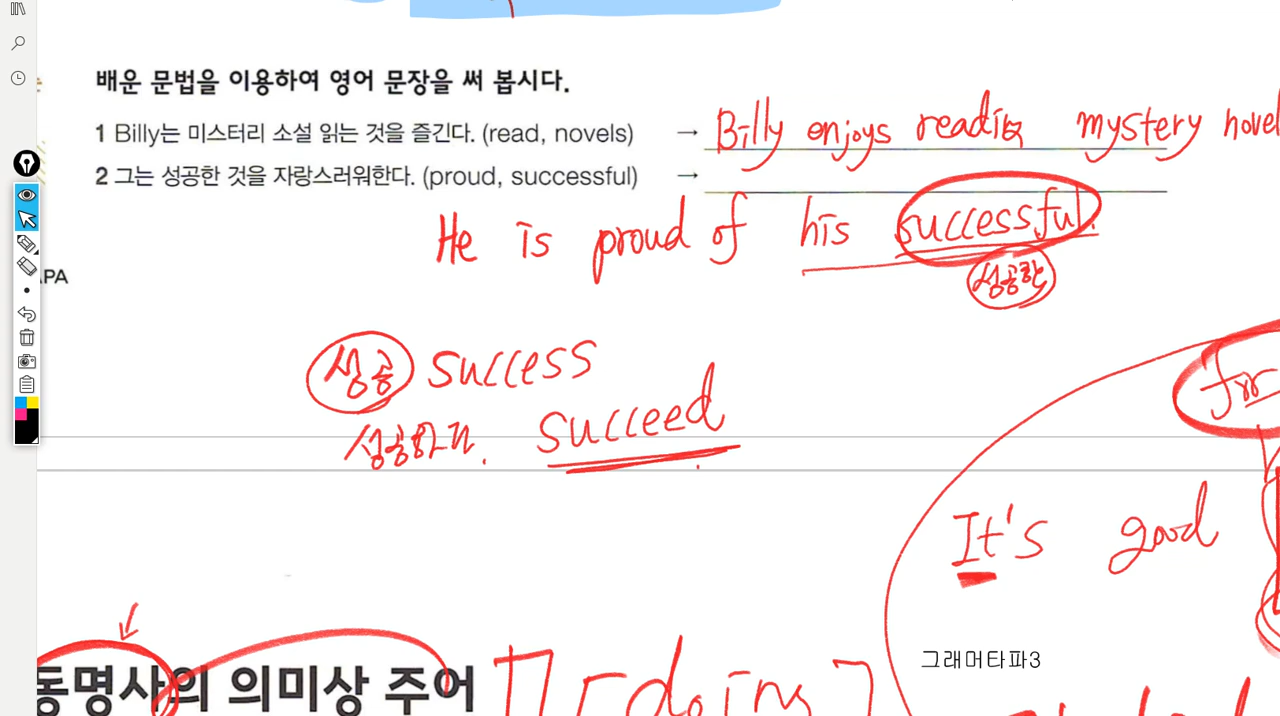 배운 문법을 이용하여 영어 문장을 써 봅시다.
1 Billy는 미스터리 소설 읽는 것을 즐긴다. (read, novels) → Billy enjoys reading mystery novel
2 그는 성공한 것을 자랑스러워한다. (proud, successful) →
He is proud of his successful.
성공한
PA
성공 success
성공하다. succeed
for
It's good
그래머타파3
동명사의 의미상 주어
doing